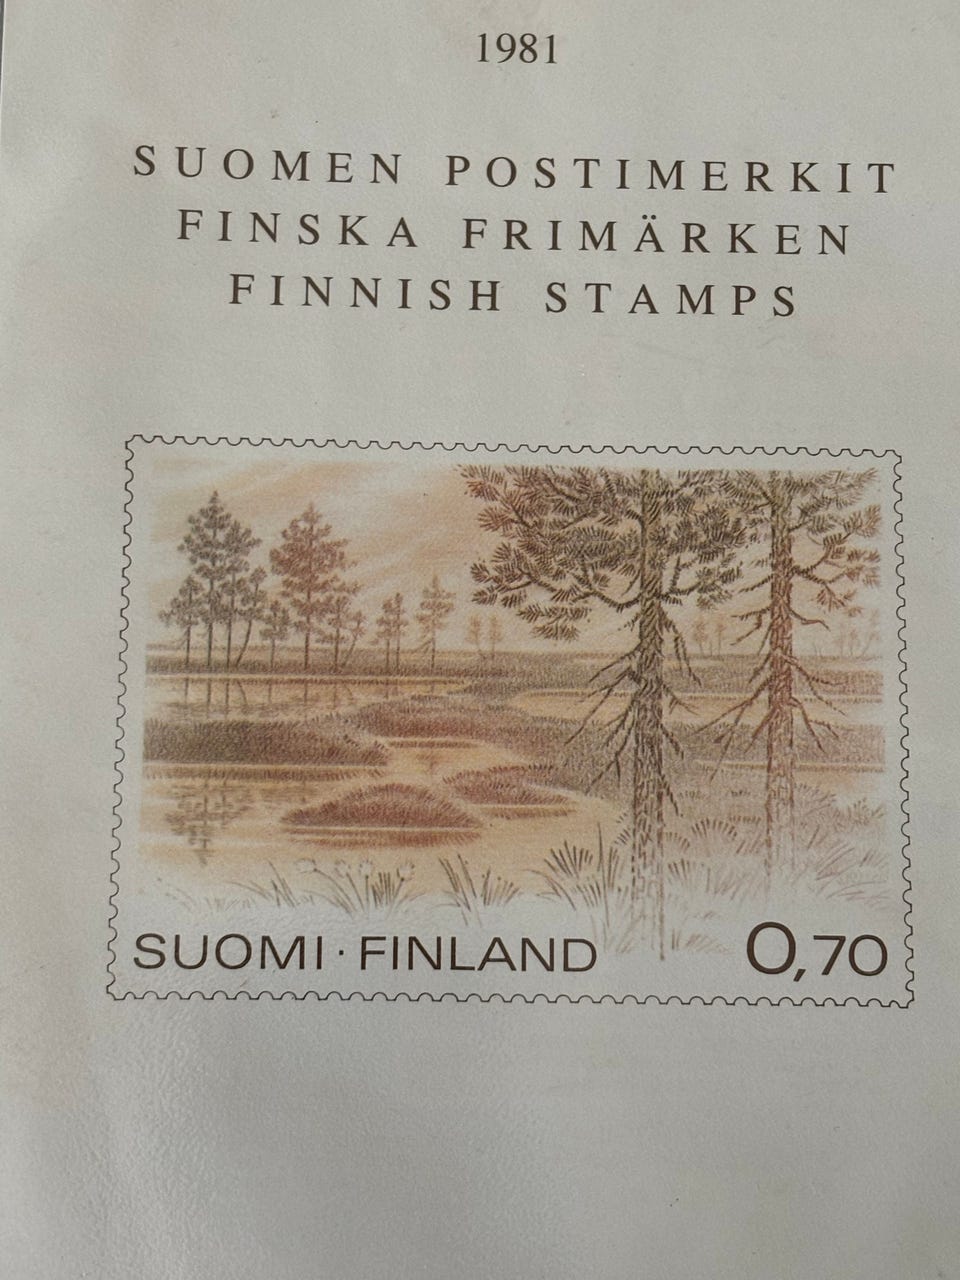 1981
SUOMEN POSTIMERKIT
FINSKA FRIMÄRKEN
FINNISH STAMPS
SUOMI · FINLAND 0,70